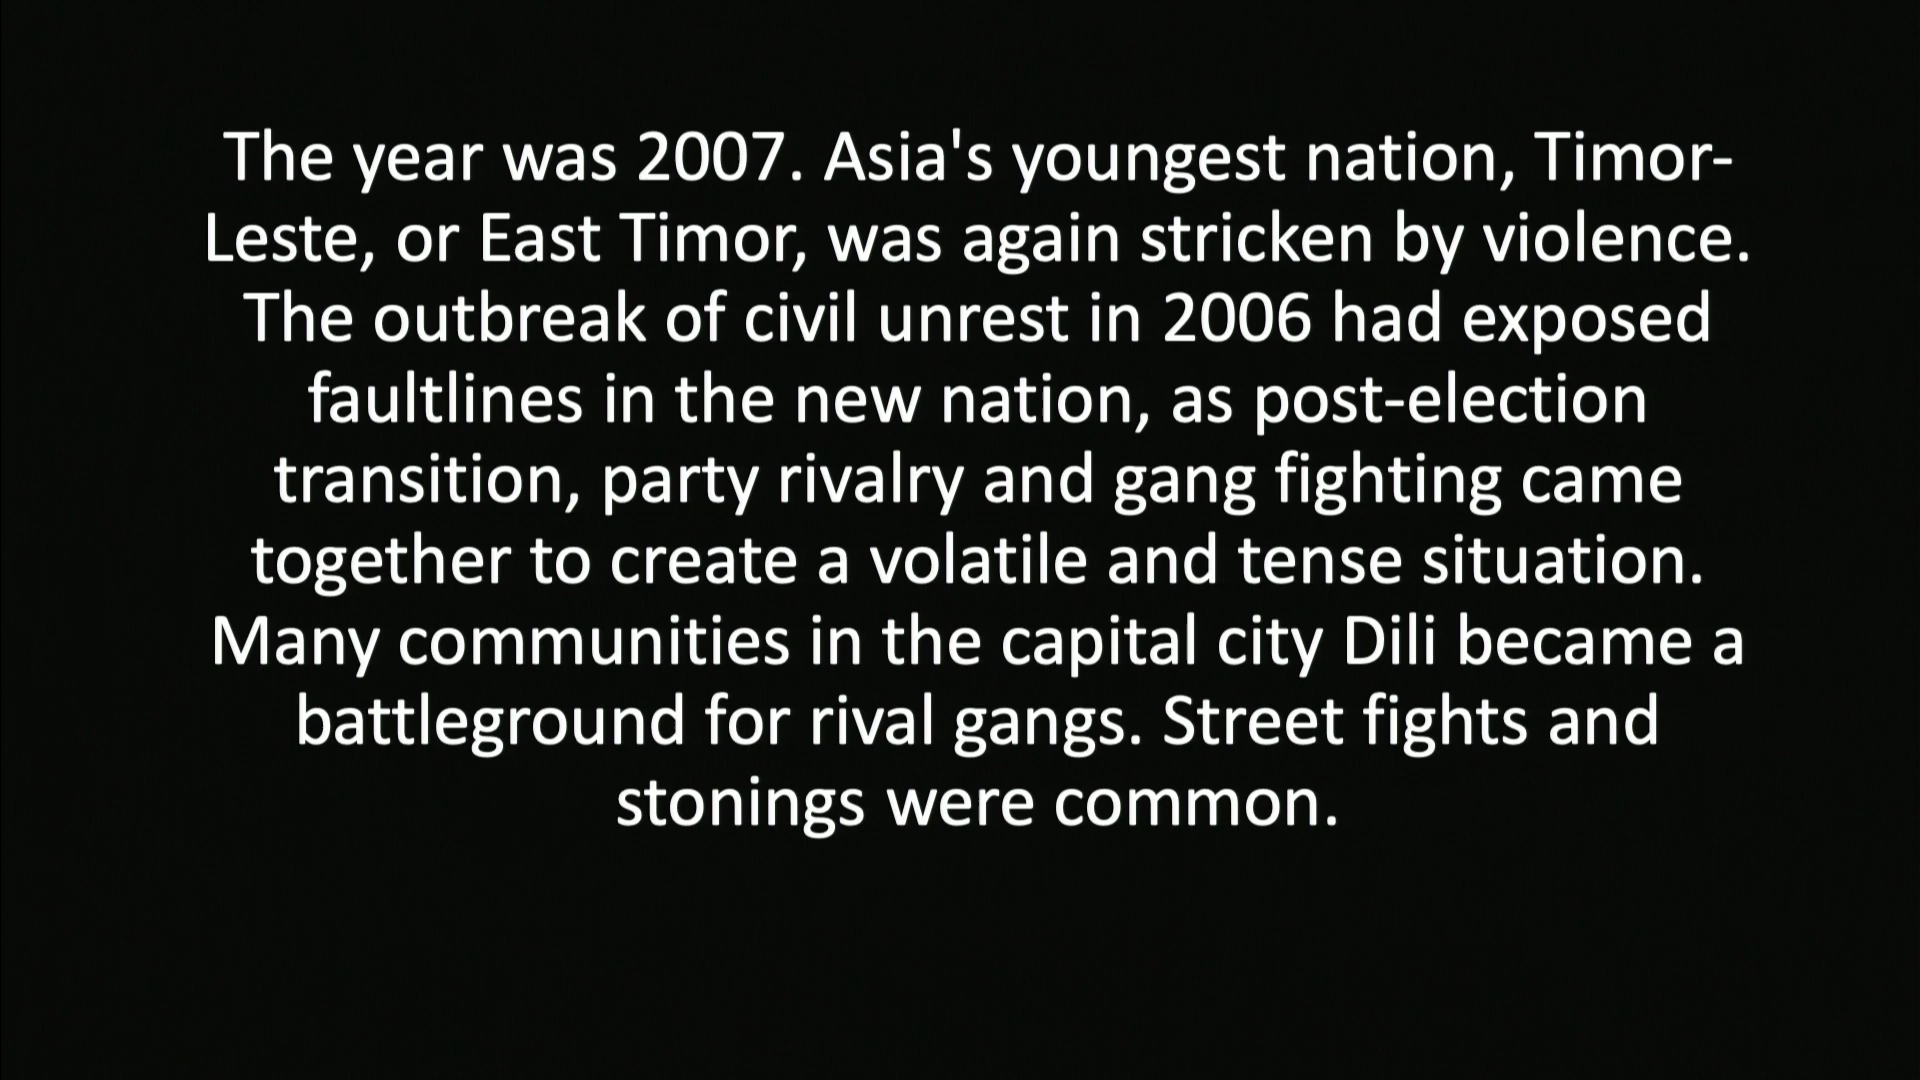 The year was 2007. Asia's youngest nation, Timor-
Leste, or East Timor, was again stricken by violence.
The outbreak of civil unrest in 2006 had exposed
faultlines in the new nation, as post-election
transition, party rivalry and gang fighting came
together to create a volatile and tense situation.
Many communities in the capital city Dili became a
battleground for rival gangs. Street fights and
stonings were common.